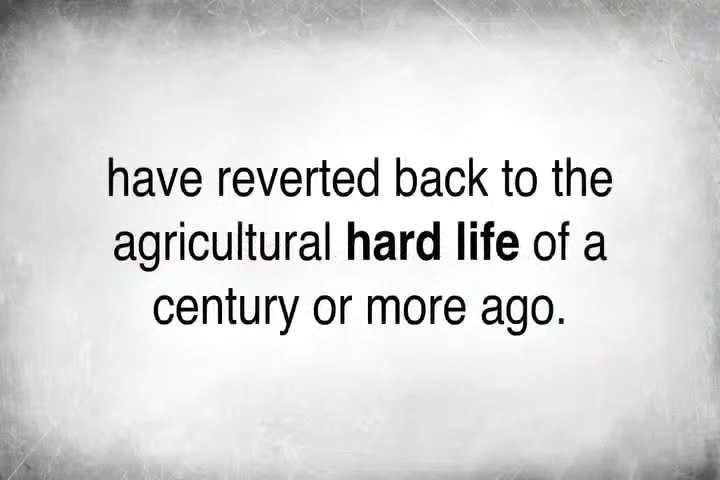 have reverted back to the
agricultural hard life of a
century or more ago.